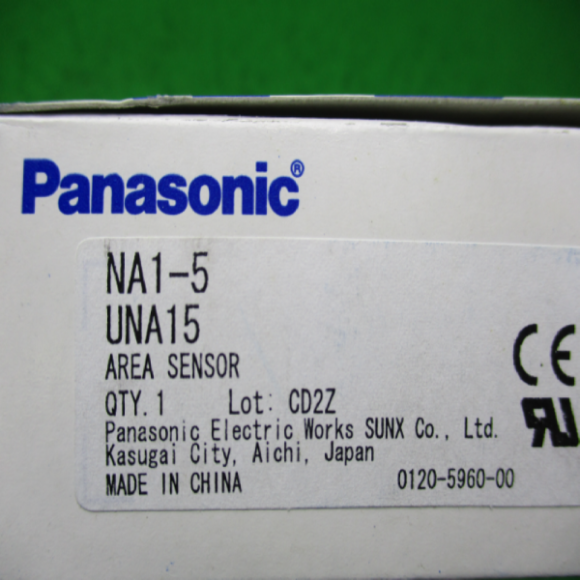 Panasonic®
NA1-5
UNA15
AREA SENSOR
QTY. 1 Lot: CD2Z
Panasonic Electric Works SUNX Co., Ltd.
Kasugai City, Aichi, Japan
MADE IN CHINA 0120-5960-00
CE